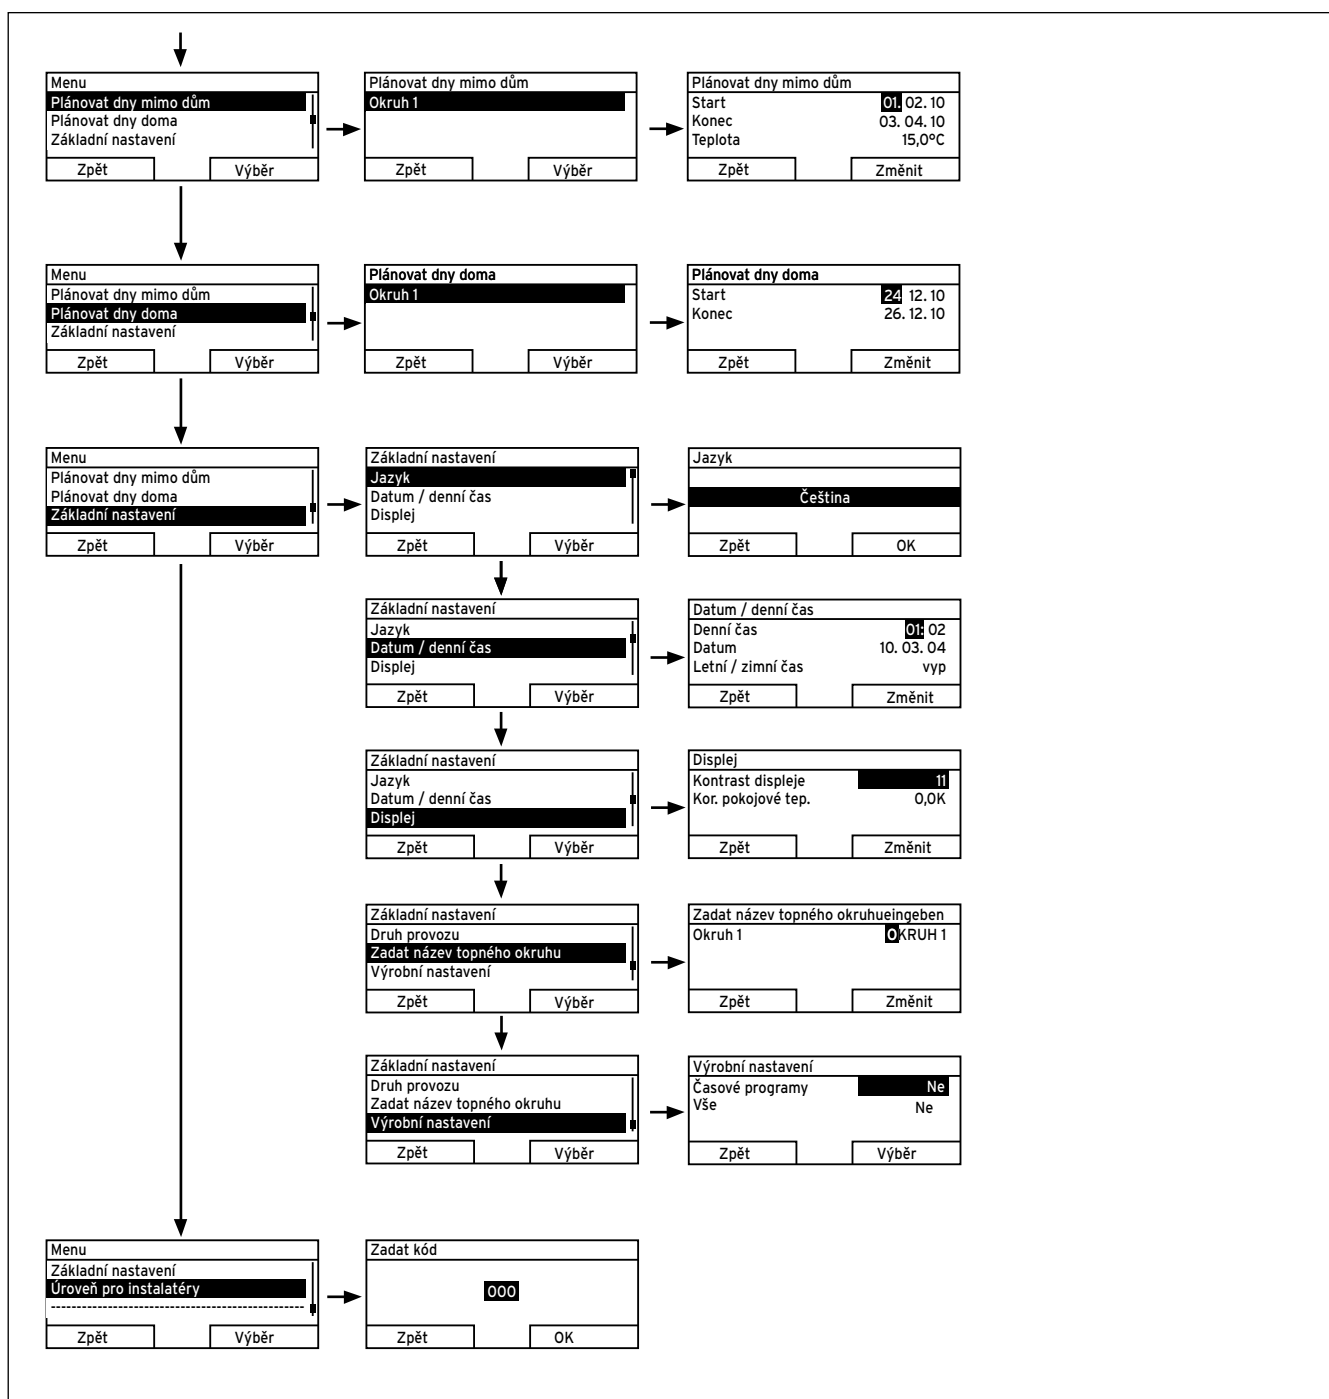 Menu
Plánovat dny mimo dům
Plánovat dny doma
Základní nastavení
Zpět Výběr
Plánovat dny mimo dům
Okruh 1
Zpět Výběr
Plánovat dny mimo dům
Start 01. 02. 10
Konec 03. 04. 10
Teplota 15,0°C
Zpět Změnit
Menu
Plánovat dny mimo dům
Plánovat dny doma
Základní nastavení
Zpět Výběr
Plánovat dny doma
Okruh 1
Zpět Výběr
Plánovat dny doma
Start 24 12. 10
Konec 26. 12. 10
Zpět Změnit
Menu
Plánovat dny mimo dům
Plánovat dny doma
Základní nastavení
Zpět Výběr
Základní nastavení
Jazyk
Datum / denní čas
Displej
Zpět Výběr
Jazyk
Čeština
Zpět OK
Základní nastavení
Jazyk
Datum / denní čas
Displej
Zpět Výběr
Datum / denní čas
Denní čas 01: 02
Datum 10. 03. 04
Letní / zimní čas vyp
Zpět Změnit
Základní nastavení
Jazyk
Datum / denní čas
Displej
Zpět Výběr
Displej
Kontrast displeje 11
Kor. pokojové tep. 0,0K
Zpět Změnit
Základní nastavení
Druh provozu
Zadat název topného okruhu
Výrobní nastavení
Zpět Výběr
Zadat název topného okruhueingeben
Okruh 1 OKRUH 1
Zpět Změnit
Základní nastavení
Druh provozu
Zadat název topného okruhu
Výrobní nastavení
Zpět Výběr
Výrobní nastavení
Časové programy Ne
Vše Ne
Zpět Výběr
Menu
Základní nastavení
Úroveň pro instalatéry
------------------------------------------------
Zpět Výběr
Zadat kód
000
Zpět OK